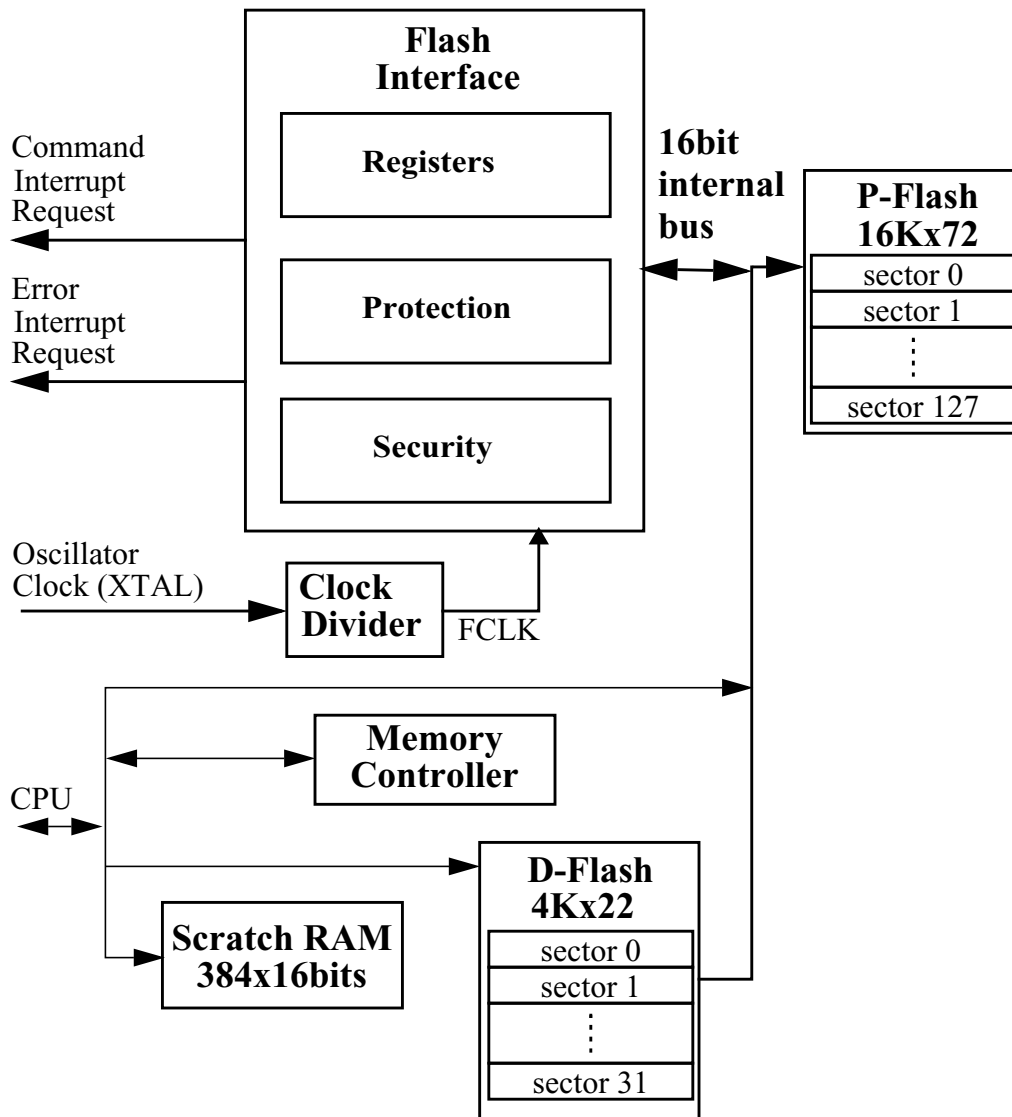 Flash
Interface
Registers
Protection
Security
Command
Interrupt
Request
Error
Interrupt
Request
16bit
internal
bus
P-Flash
16Kx72
sector 0
sector 1
sector 127
Oscillator
Clock (XTAL)
Clock
Divider
FCLK
Memory
Controller
CPU
D-Flash
4Kx22
sector 0
sector 1
sector 31
Scratch RAM
384x16bits